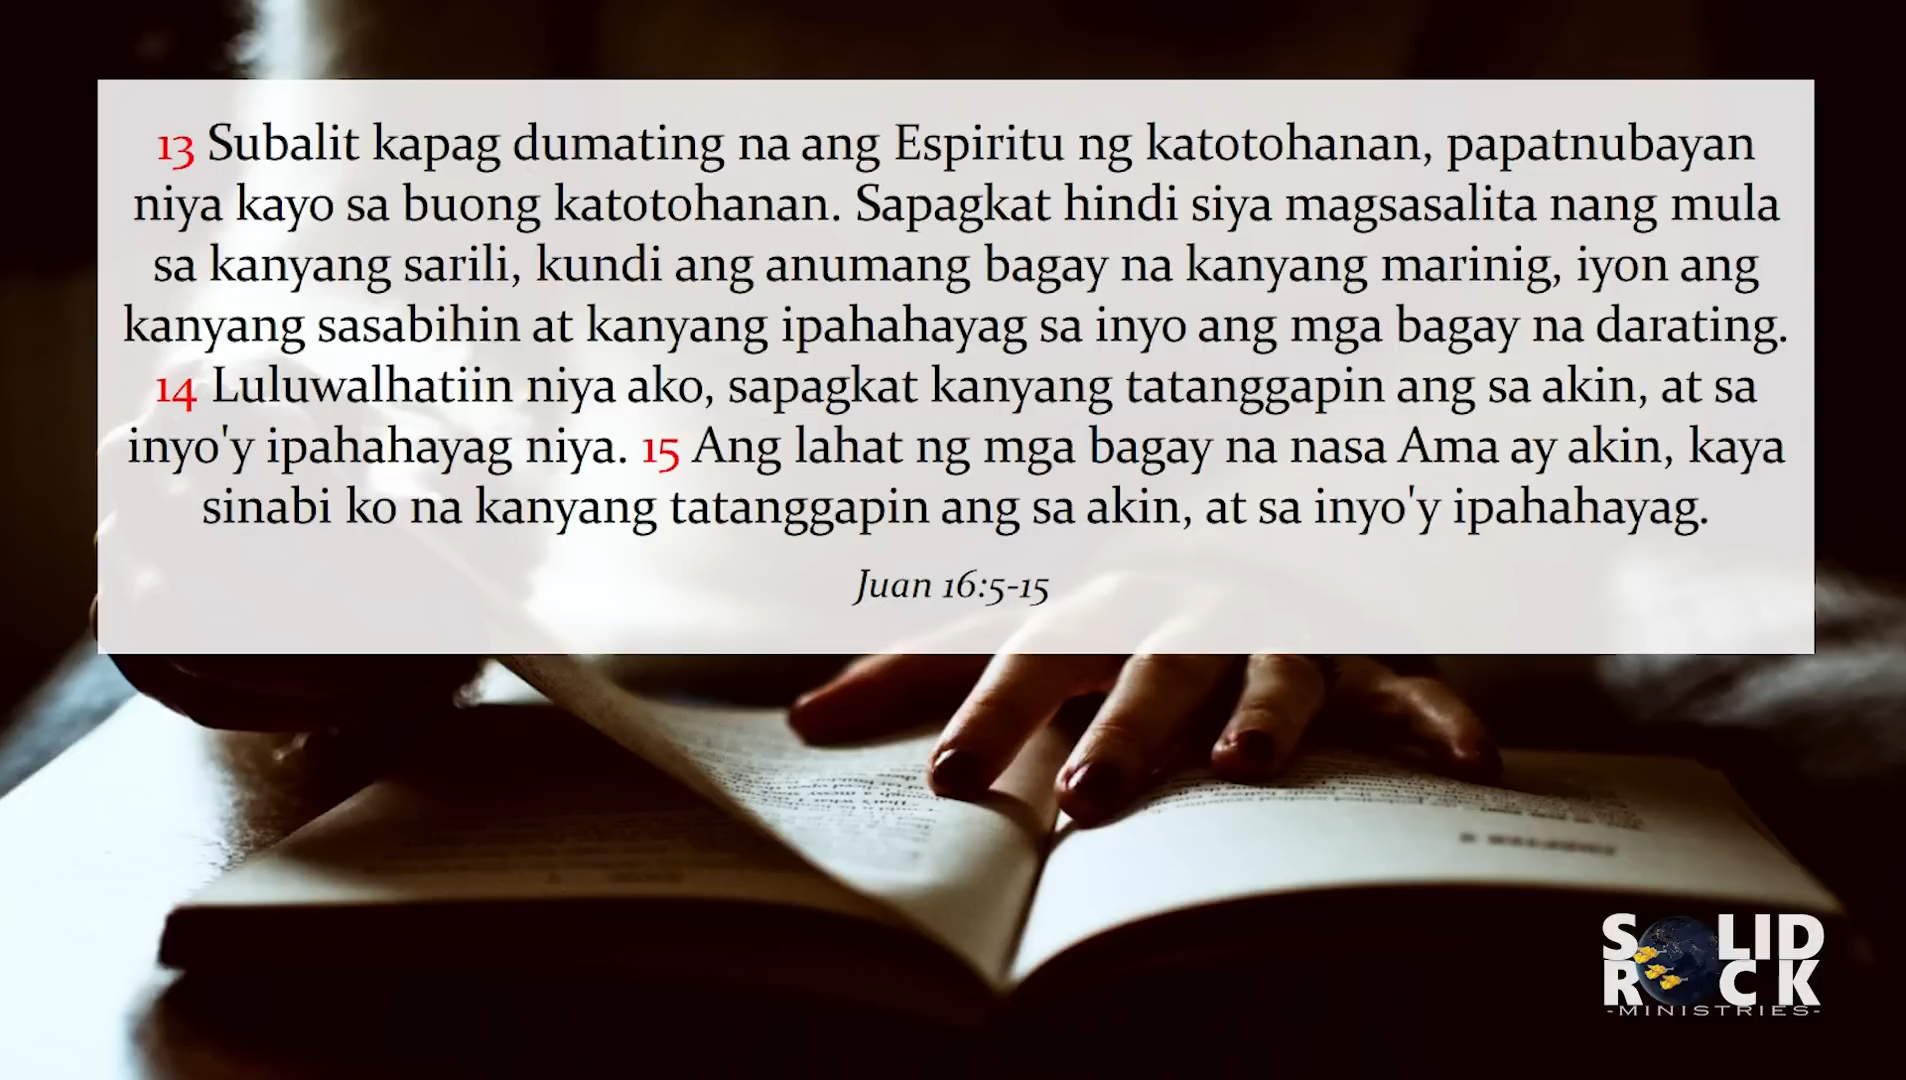 13 Subalit kapag dumating na ang Espiritu ng katotohanan, papatnubayan
niya kayo sa buong katotohanan. Sapagkat hindi siya magsasalita nang mula
sa kanyang sarili, kundi ang anumang bagay na kanyang marinig, iyon ang
kanyang sasabihin at kanyang ipahahayag sa inyo ang mga bagay na darating.
14 Luluwalhatiin niya ako, sapagkat kanyang tatanggapin ang sa akin, at sa
inyo'y ipahahayag niya. 15 Ang lahat ng mga bagay na nasa Ama ay akin, kaya
sinabi ko na kanyang tatanggapin ang sa akin, at sa inyo'y ipahahayag.
Juan 16:5-15
SOLID
ROCK
-MINISTRIES-